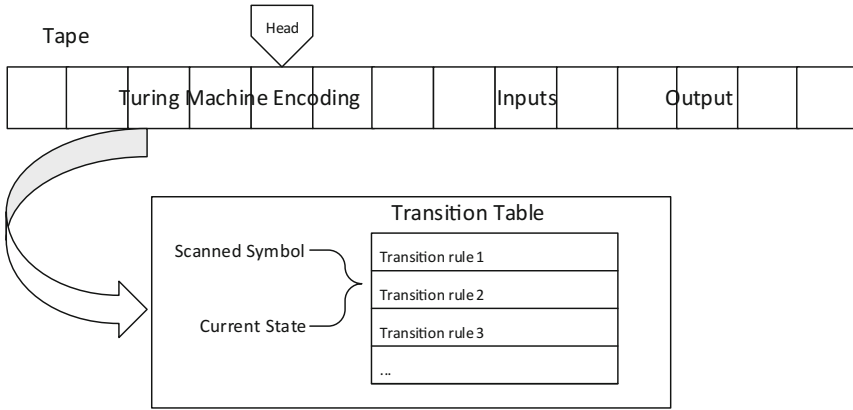 Head
Tape
Turing Machine Encoding Inputs Output
Transition Table
Scanned Symbol
Transition rule 1
Transition rule 2
Current State
Transition rule 3
...